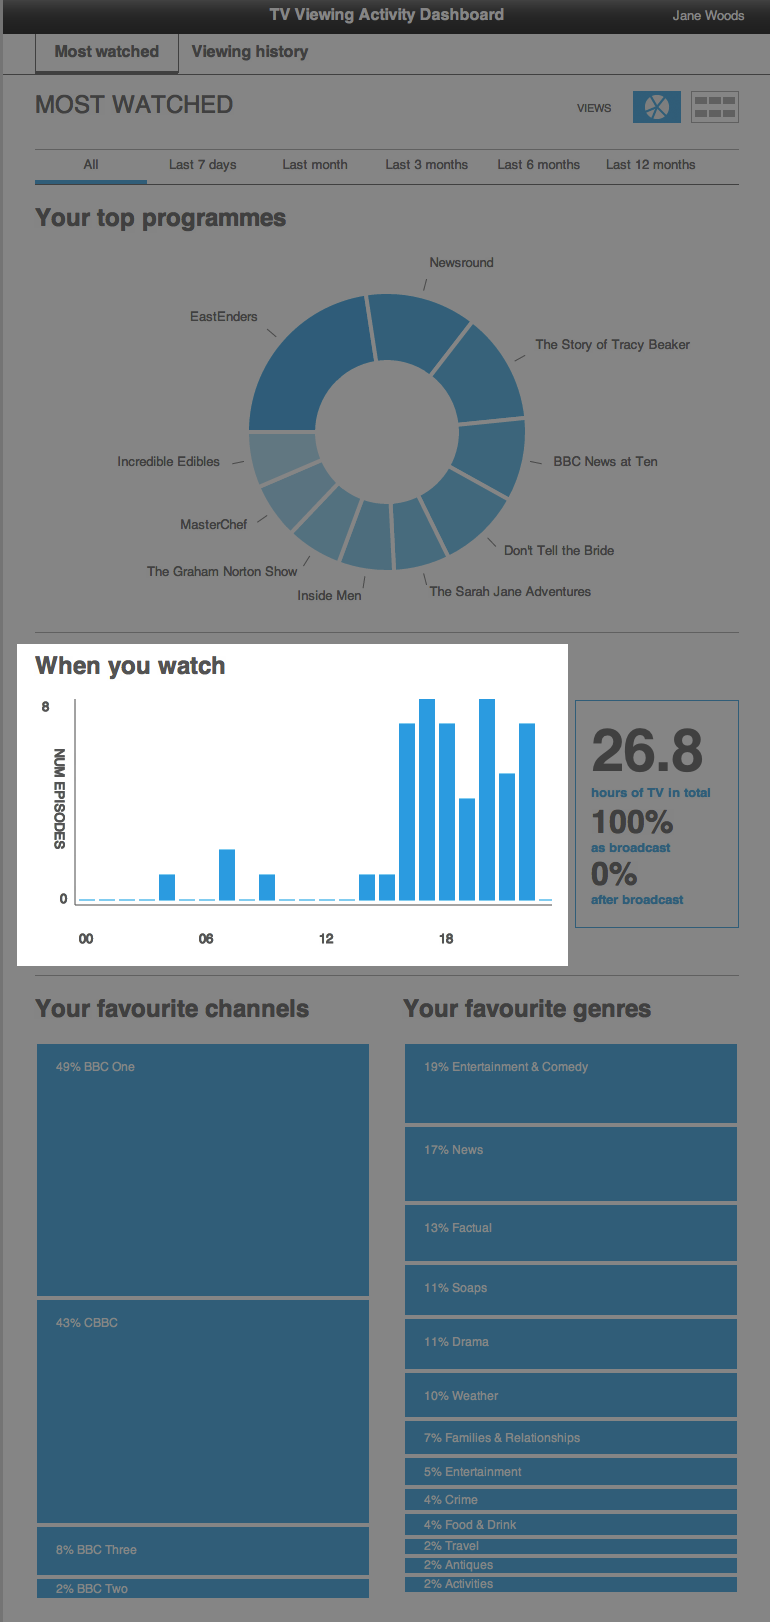 TV Viewing Activity Dashboard
Jane Woods
Most watched
Viewing history
MOST WATCHED
VIEWS
All
Last 7 days
Last month
Last 3 months
Last 6 months
Last 12 months
Your top programmes
Newsround
EastEnders
The Story of Tracy Beaker
Incredible Edibles
BBC News at Ten
MasterChef
Don't Tell the Bride
The Graham Norton Show
Inside Men
The Sarah Jane Adventures
When you watch
8
NUM EPISODES
0
00
06
12
18
26.8
hours of TV in total
100%
as broadcast
0%
after broadcast
Your favourite channels
49% BBC One
43% CBBC
8% BBC Three
2% BBC Two
Your favourite genres
19% Entertainment & Comedy
17% News
13% Factual
11% Soaps
11% Drama
10% Weather
7% Families & Relationships
5% Entertainment
4% Crime
4% Food & Drink
2% Travel
2% Antiques
2% Activities